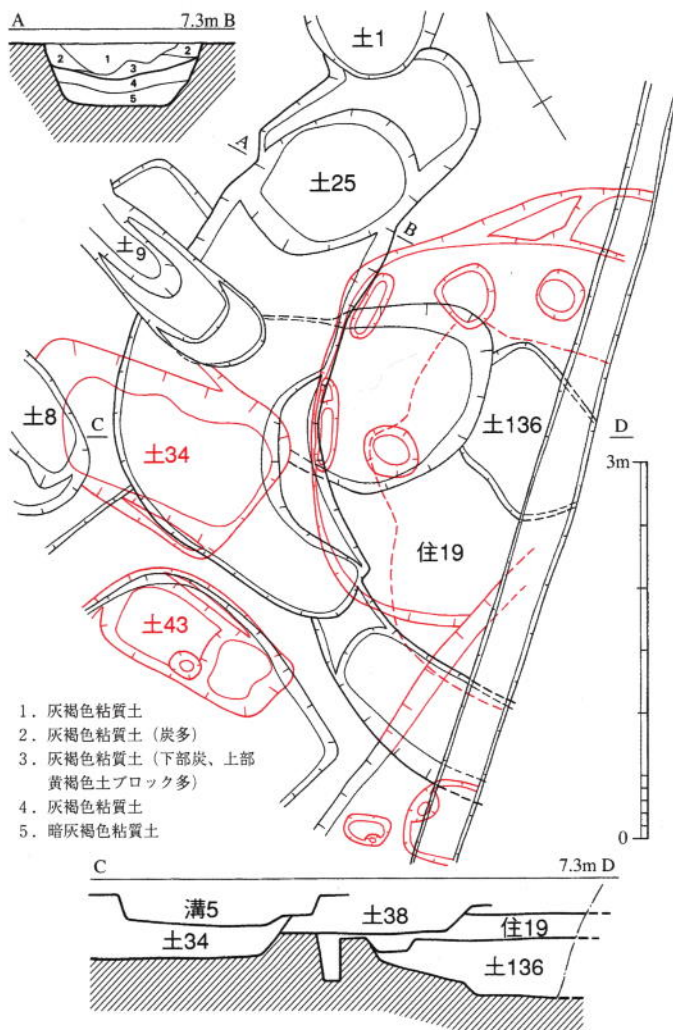 A 7.3m B
2 1 2
3
4
5
土1
A
土25
B
土9
土8
C
土34
土136
D
3m
住19
土43
1．灰褐色粘質土
2．灰褐色粘質土（炭多）
3．灰褐色粘質土（下部炭、上部
黄褐色土ブロック多）
4．灰褐色粘質土
5．暗灰褐色粘質土
0
C 7.3m D
溝5
土38
住19
土34
土136